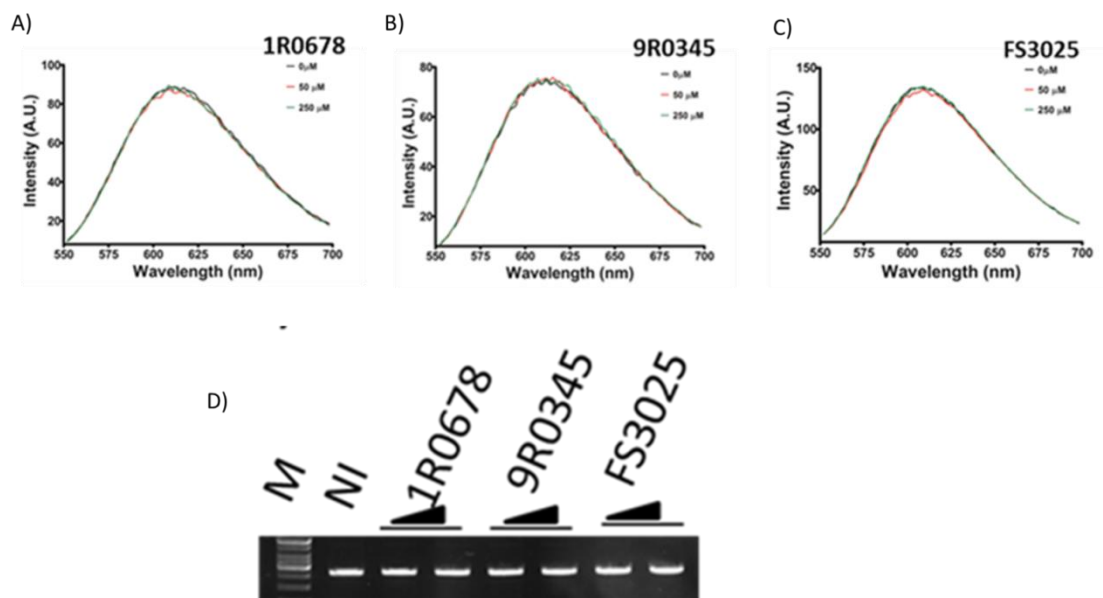 A)
1R0678
0μM
50 μM
250 μM
100
80
60
40
20
Intensity (A.U.)
550 575 600 625 650 675 700
Wavelength (nm)
B)
9R0345
0μM
50 μM
250 μM
80
60
40
20
Intensity (A.U.)
550 575 600 625 650 675 700
Wavelength (nm)
C)
FS3025
0μM
50 μM
250 μM
150
100
50
Intensity (A.U.)
550 575 600 625 650 675 700
Wavelength (nm)
D)
M
NI
1R0678
9R0345
FS3025